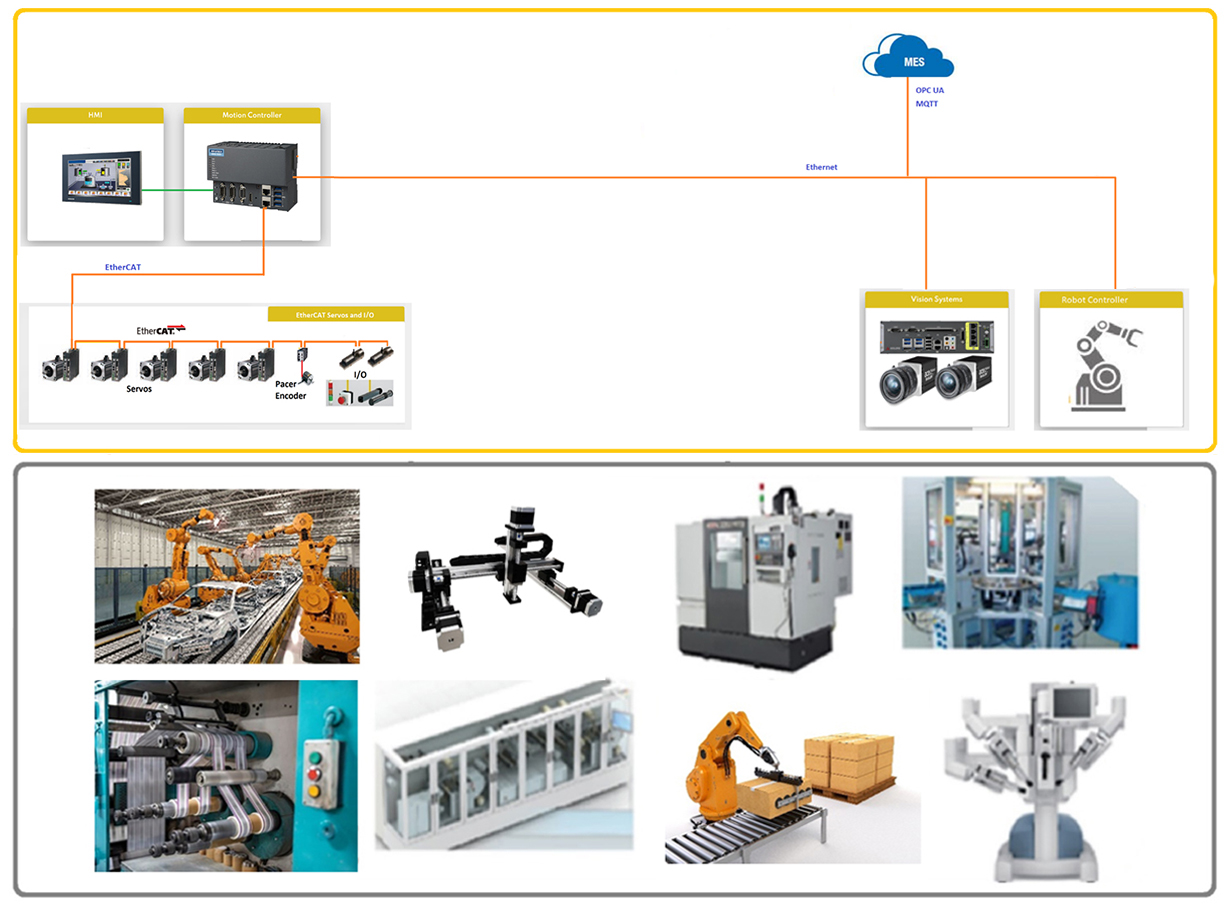 MES
OPC UA
MQTT
HMI
Motion Controller
Ethernet
EtherCAT
EtherCAT Servos and I/O
EtherCAT
Servos
Pacer
Encoder
I/O
Vision Systems
Robot Controller